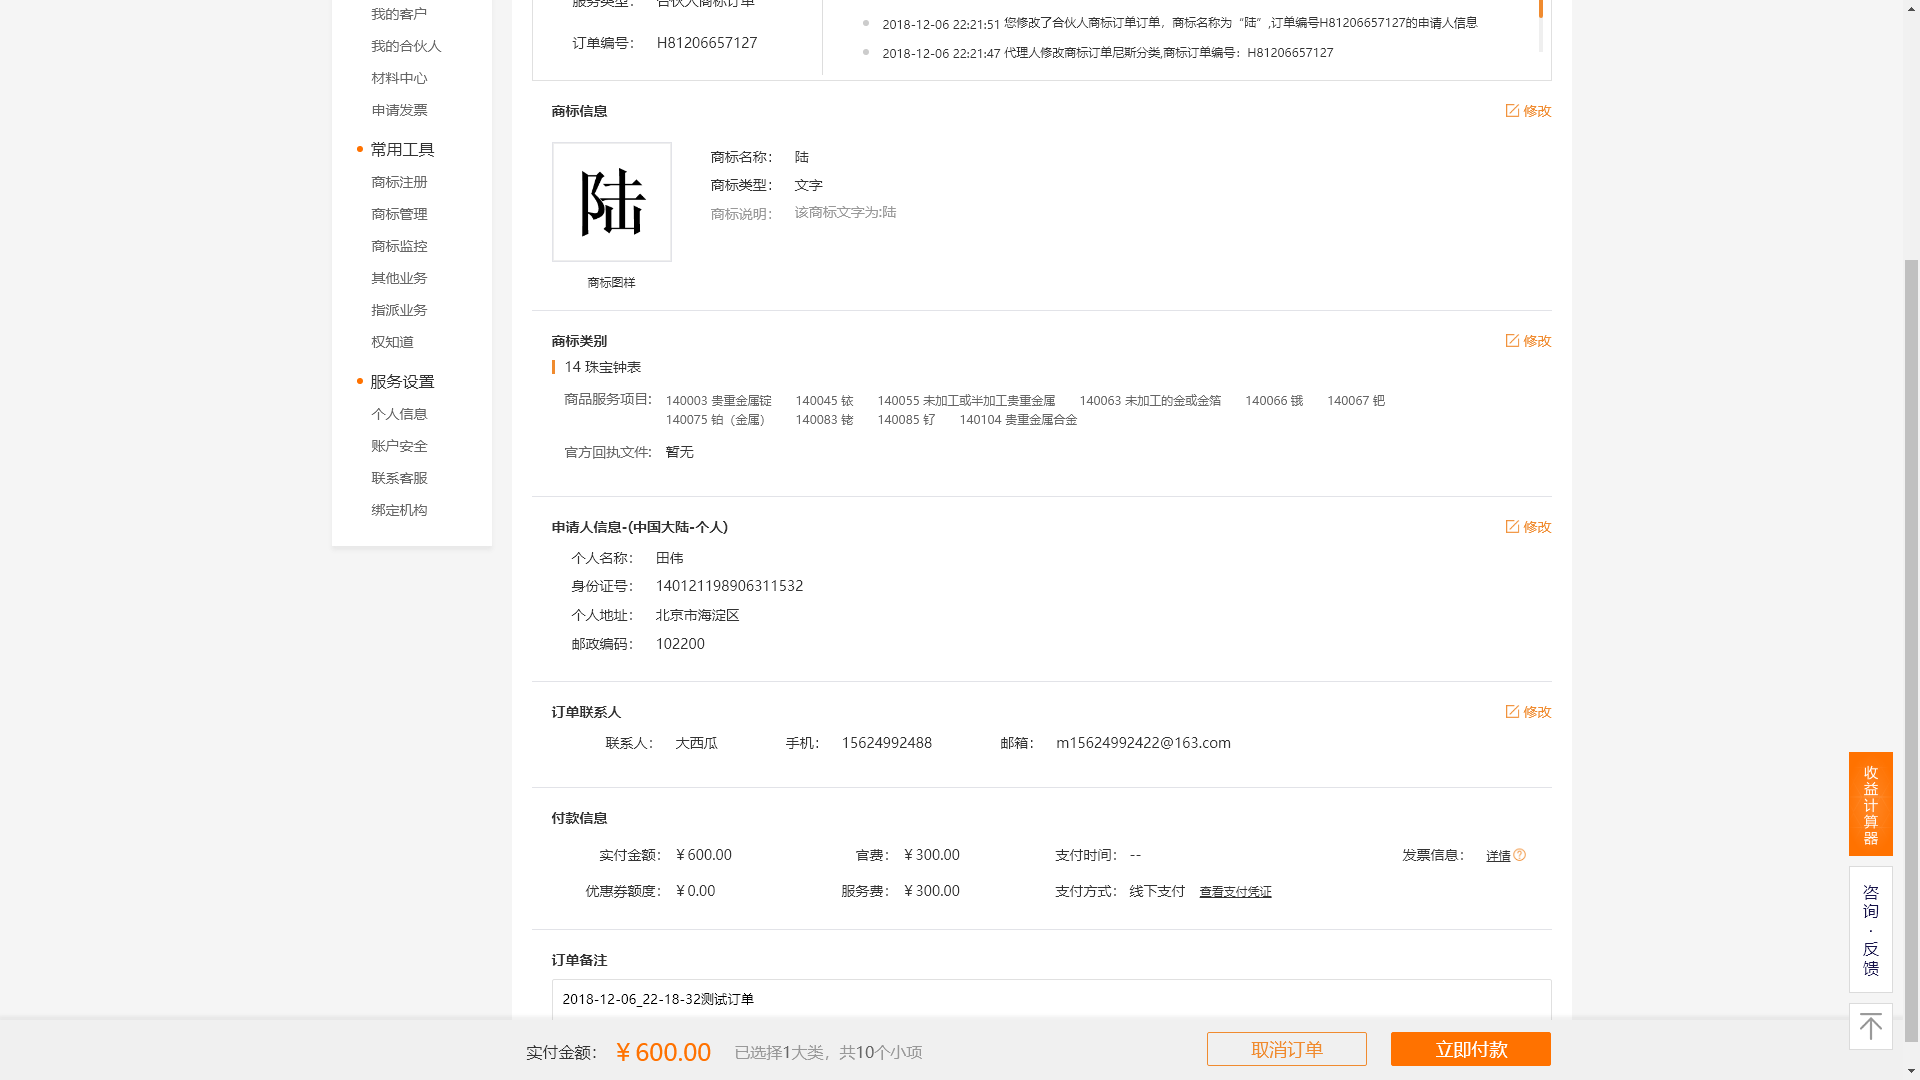 我的客户
我的合伙人
材料中心
申请发票
常用工具
商标注册
商标管理
商标监控
其他业务
指派业务
权知道
服务设置
个人信息
账户安全
联系客服
绑定机构
服务类型： 合伙人商标订单
订单编号： H81206657127
2018-12-06 22:21:51 您修改了合伙人商标订单订单，商标名称为“陆”,订单编号H81206657127的申请人信息
2018-12-06 22:21:47 代理人修改商标订单尼斯分类,商标订单编号：H81206657127
商标信息 修改
陆
商标图样
商标名称： 陆
商标类型： 文字
商标说明： 该商标文字为:陆
商标类别 修改
14 珠宝钟表
商品服务项目: 140003 贵重金属锭 140045 铱 140055 未加工或半加工贵重金属 140063 未加工的金或金箔 140066 锇 140067 钯
140075 铂（金属） 140083 铑 140085 钌 140104 贵重金属合金
官方回执文件: 暂无
申请人信息-(中国大陆-个人) 修改
个人名称： 田伟
身份证号： 140121198906311532
个人地址： 北京市海淀区
邮政编码： 102200
订单联系人 修改
联系人： 大西瓜 手机： 15624992488 邮箱： m15624992422@163.com
付款信息
实付金额： ￥600.00 官费： ￥300.00 支付时间： -- 发票信息： 详情
优惠券额度： ￥0.00 服务费： ￥300.00 支付方式： 线下支付 查看支付凭证
订单备注
2018-12-06_22-18-32测试订单
实付金额： ￥600.00 已选择1大类，共10个小项 取消订单 立即付款
收益计算器
咨询·反馈